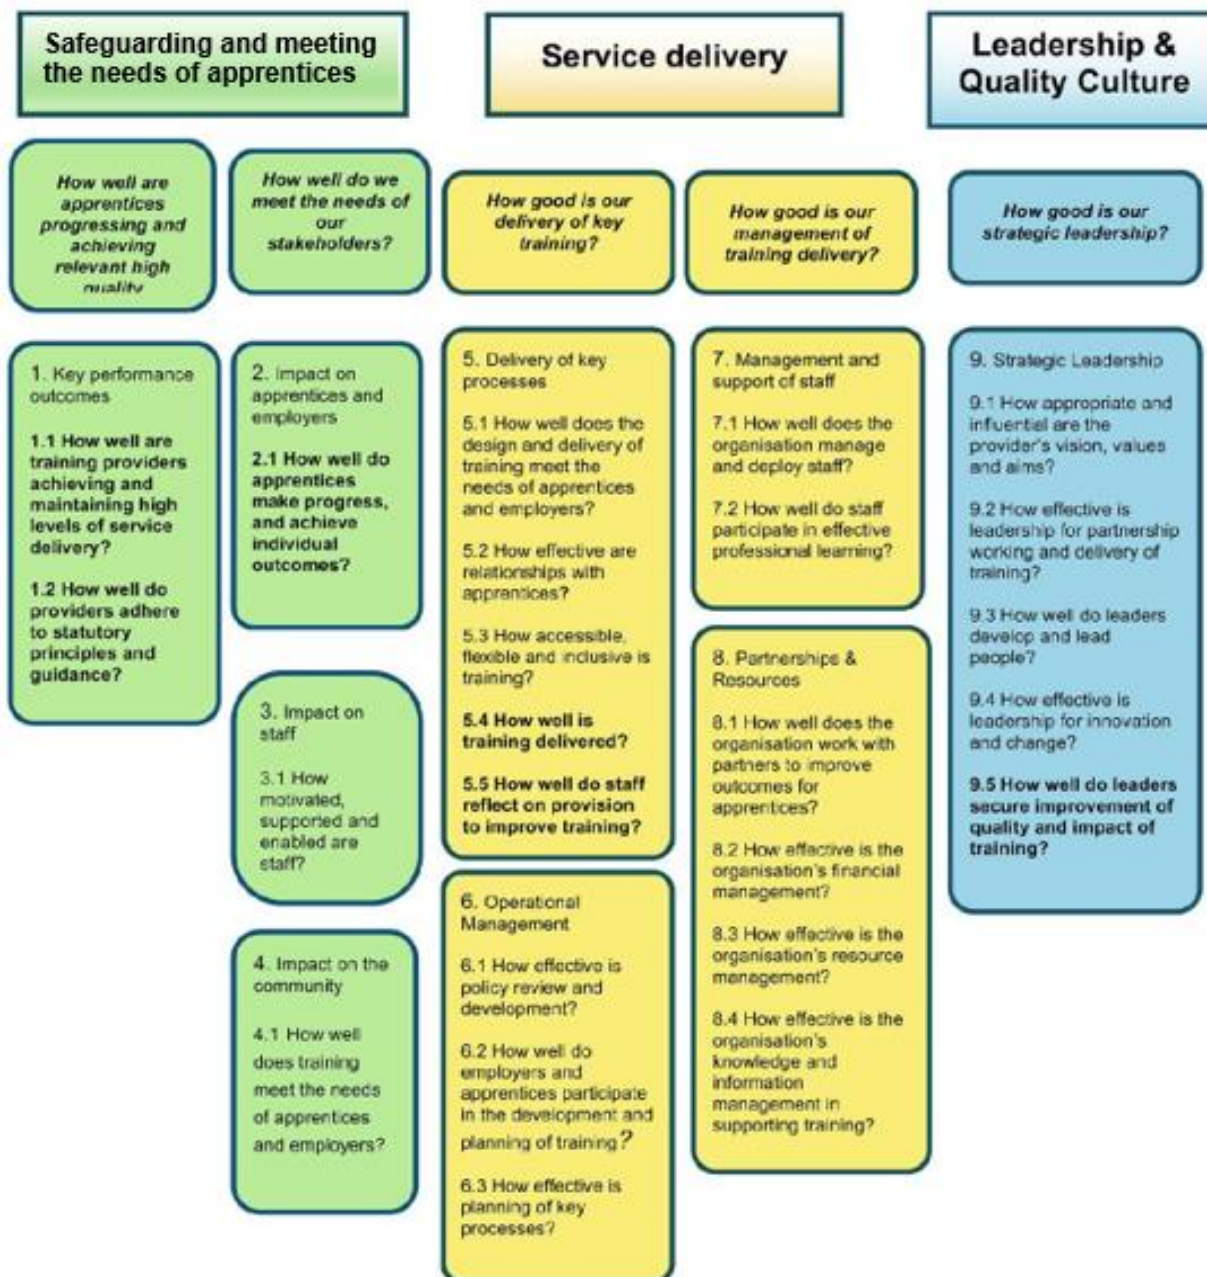 Safeguarding and meeting
the needs of apprentices
Service delivery
Leadership &
Quality Culture
How well are
apprentices
progressing and
achieving
relevant high
quality
How well do we
meet the needs of
our
stakeholders?
How good is our
delivery of key
training?
How good is our
management of
training delivery?
How good is our
strategic leadership?
1. Key performance
outcomes
1.1 How well are
training providers
achieving and
maintaining high
levels of service
delivery?
1.2 How well do
providers adhere
to statutory
principles and
guidance?
2. Impact on
apprentices and
employers
2.1 How well do
apprentices
make progress,
and achieve
individual
outcomes?
3. Impact on
staff
3.1 How
motivated,
supported and
enabled are
staff?
4. Impact on the
community
4.1 How well
does training
meet the needs
of apprentices
and employers?
5. Delivery of key
processes
5.1 How well does the
design and delivery of
training meet the
needs of apprentices
and employers?
5.2 How effective are
relationships with
apprentices?
5.3 How accessible,
flexible and inclusive is
training?
5.4 How well is
training delivered?
5.5 How well do staff
reflect on provision
to improve training?
6. Operational
Management
6.1 How effective is
policy review and
development?
6.2 How well do
employers and
apprentices participate
in the development and
planning of training?
6.3 How effective is
planning of key
processes?
7. Management and
support of staff
7.1 How well does the
organisation manage
and deploy staff?
7.2 How well do staff
participate in effective
professional learning?
8. Partnerships &
Resources
8.1 How well does the
organisation work with
partners to improve
outcomes for
apprentices?
8.2 How effective is the
organisation's financial
management?
8.3 How effective is the
organisation's resource
management?
8.4 How effective is the
organisation's
knowledge and
information
management in
supporting training?
9. Strategic Leadership
9.1 How appropriate and
influential are the
provider's vision, values
and aims?
9.2 How effective is
leadership for partnership
working and delivery of
training?
9.3 How well do leaders
develop and lead
people?
9.4 How effective is
leadership for innovation
and change?
9.5 How well do leaders
secure improvement of
quality and impact of
training?